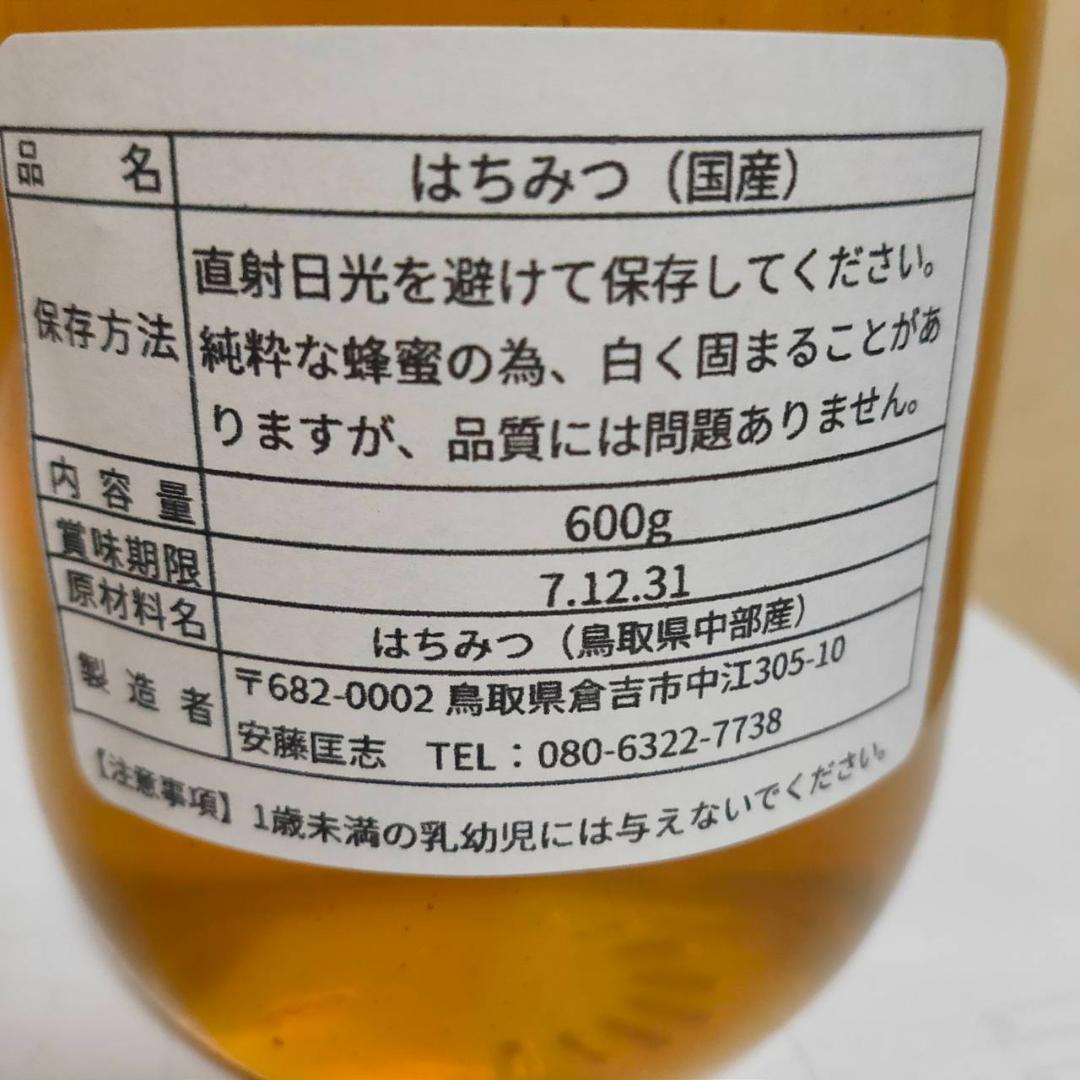 品名 はちみつ（国産）
保存方法 直射日光を避けて保存してください。
純粋な蜂蜜の為、白く固まることがあ
りますが、品質には問題ありません。
内容量 600g
賞味期限 7.12.31
原材料名 はちみつ（鳥取県中部産）
製造者 〒682-0002 鳥取県倉吉市中江305-10
安藤匡志 TEL：080-6322-7738
【注意事項】1歳未満の乳幼児には与えないでください。